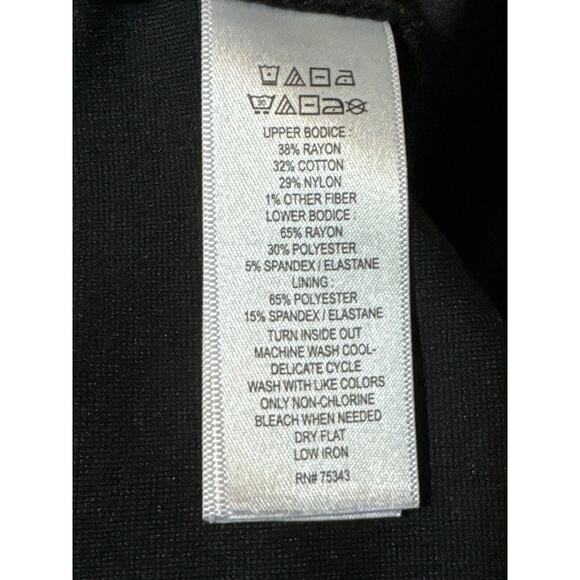 30
UPPER BODICE :
38% RAYON
32% COTTON
29% NYLON
1% OTHER FIBER
LOWER BODICE :
65% RAYON
30% POLYESTER
5% SPANDEX / ELASTANE
LINING :
85% POLYESTER
15% SPANDEX / ELASTANE
TURN INSIDE OUT
MACHINE WASH COOL-
DELICATE CYCLE
WASH WITH LIKE COLORS
ONLY NON-CHLORINE
BLEACH WHEN NEEDED
DRY FLAT
LOW IRON
RN# 75343